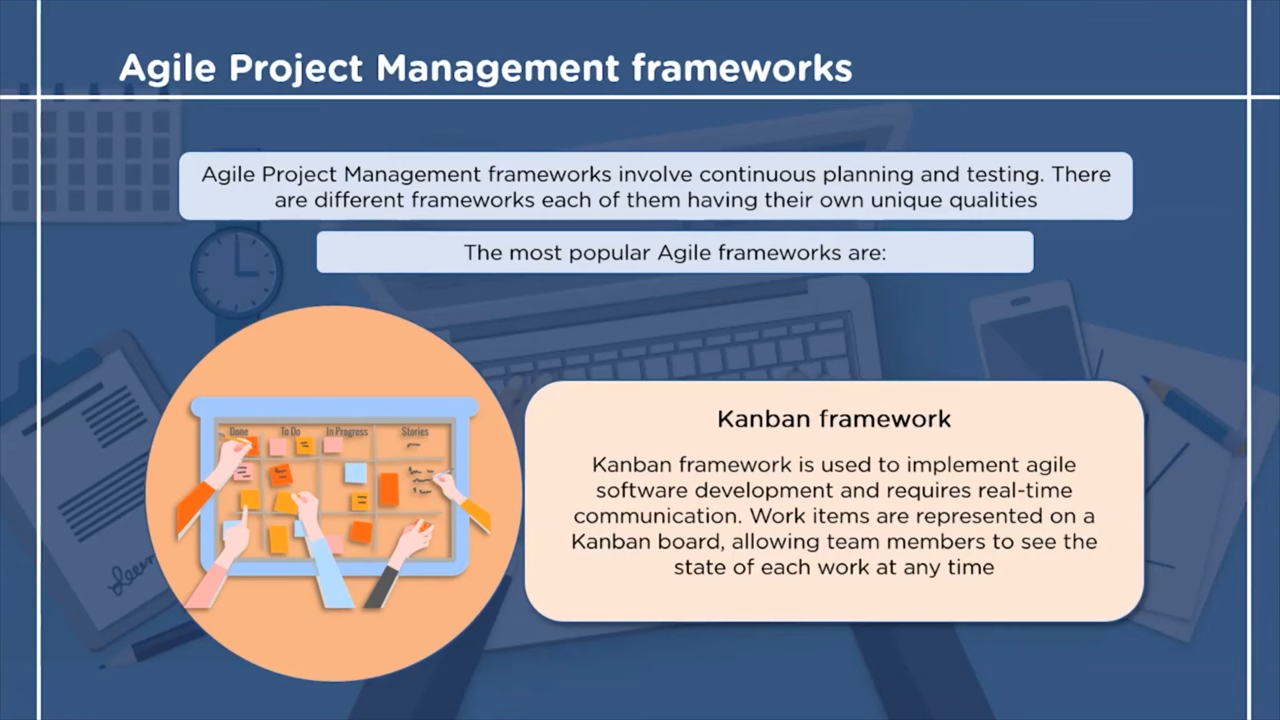 Agile Project Management frameworks
Agile Project Management frameworks involve continuous planning and testing. There
are different frameworks each of them having their own unique qualities
The most popular Agile frameworks are:
Done To Do In Progress Stories
Kanban framework
Kanban framework is used to implement agile
software development and requires real-time
communication. Work items are represented on a
Kanban board, allowing team members to see the
state of each work at any time